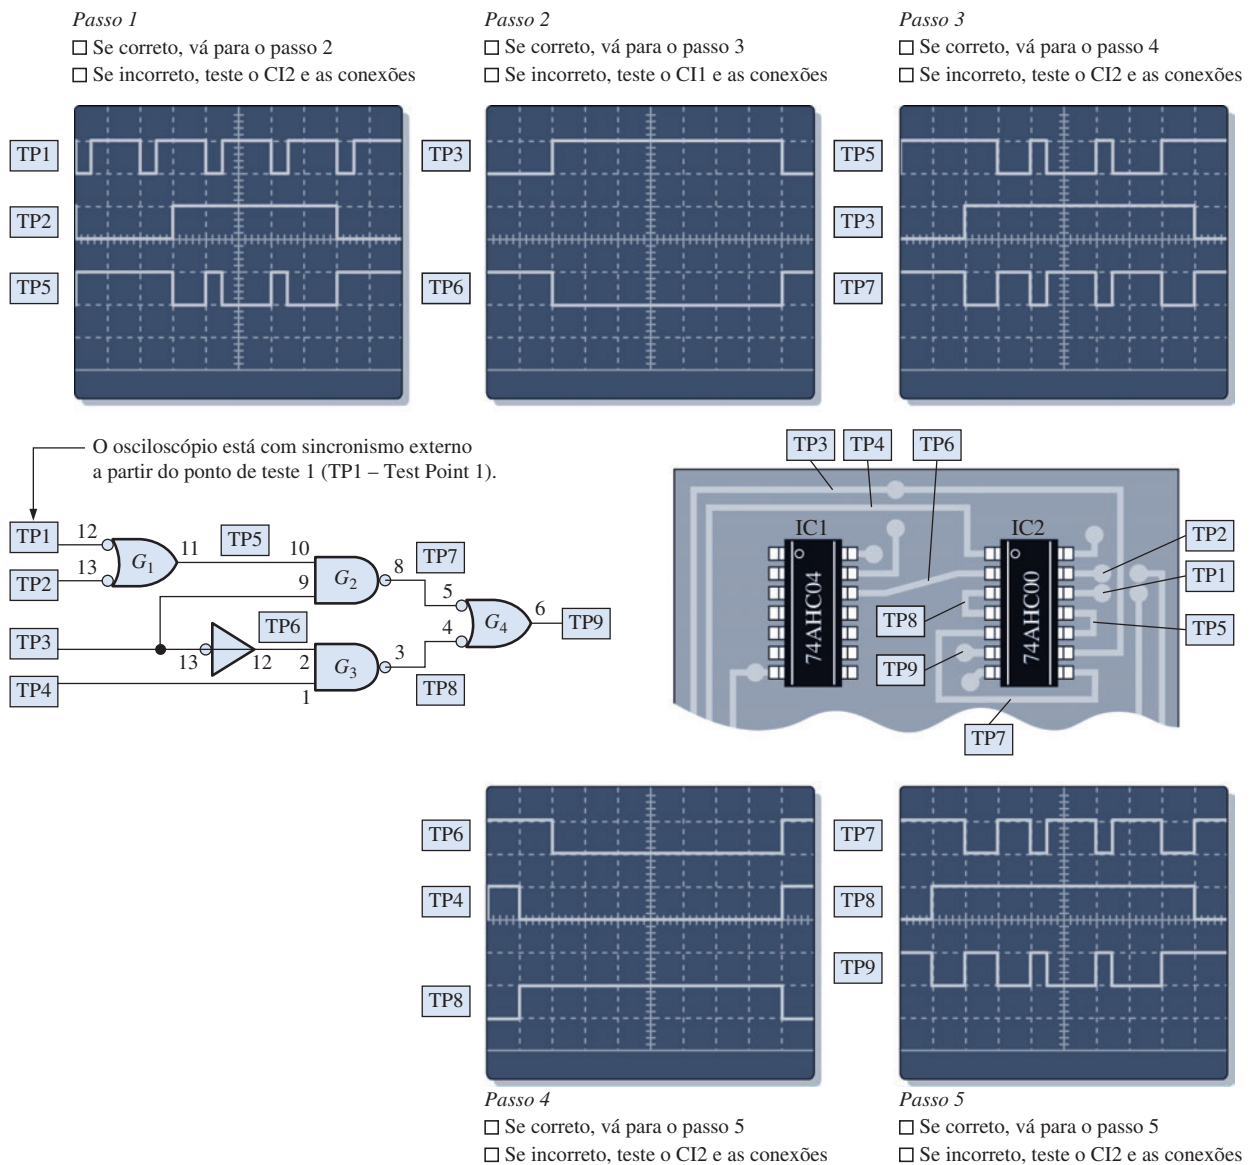 Passo 1
☐ Se correto, vá para o passo 2
☐ Se incorreto, teste o CI2 e as conexões
Passo 2
☐ Se correto, vá para o passo 3
☐ Se incorreto, teste o CI1 e as conexões
Passo 3
☐ Se correto, vá para o passo 4
☐ Se incorreto, teste o CI2 e as conexões
TP1
TP2
TP5
TP3
TP6
TP5
TP3
TP7
O osciloscópio está com sincronismo externo
a partir do ponto de teste 1 (TP1 – Test Point 1).
TP1
12
TP2
13
G1
11
TP5
10
9
G2
8
TP7
TP3
13
12
TP6
TP4
2
1
G3
3
TP8
5
4
G4
6
TP9
TP3
TP4
TP6
IC1
IC2
74AHC04
74AHC00
TP2
TP1
TP8
TP5
TP9
TP7
TP6
TP4
TP8
TP7
TP8
TP9
Passo 4
☐ Se correto, vá para o passo 5
☐ Se incorreto, teste o CI2 e as conexões
Passo 5
☐ Se correto, vá para o passo 5
☐ Se incorreto, teste o CI2 e as conexões